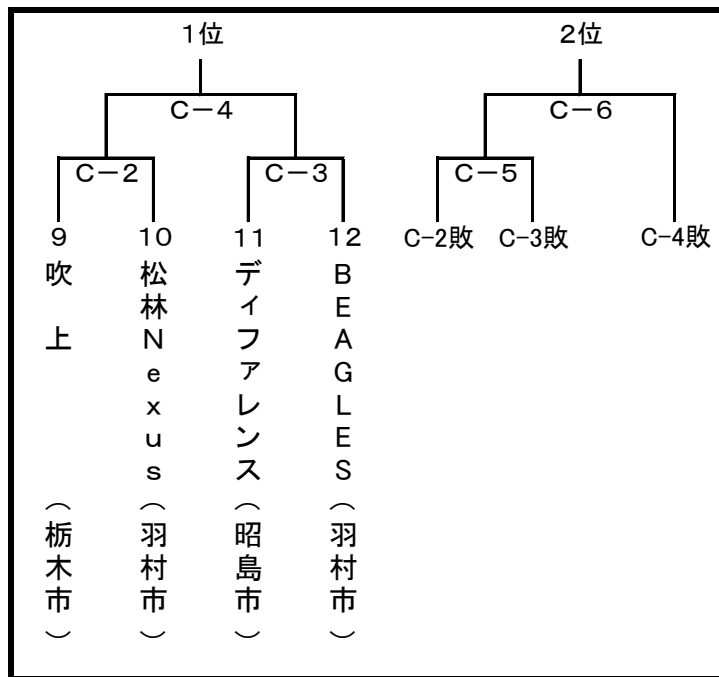 1位
2位
C－4
C－6
C－2
C－3
C－5
9
10
11
12
C-2敗
C-3敗
C-4敗
吹上（栃木市）
松林Nexus（羽村市）
ディファレンス（昭島市）
BEAGLES（羽村市）